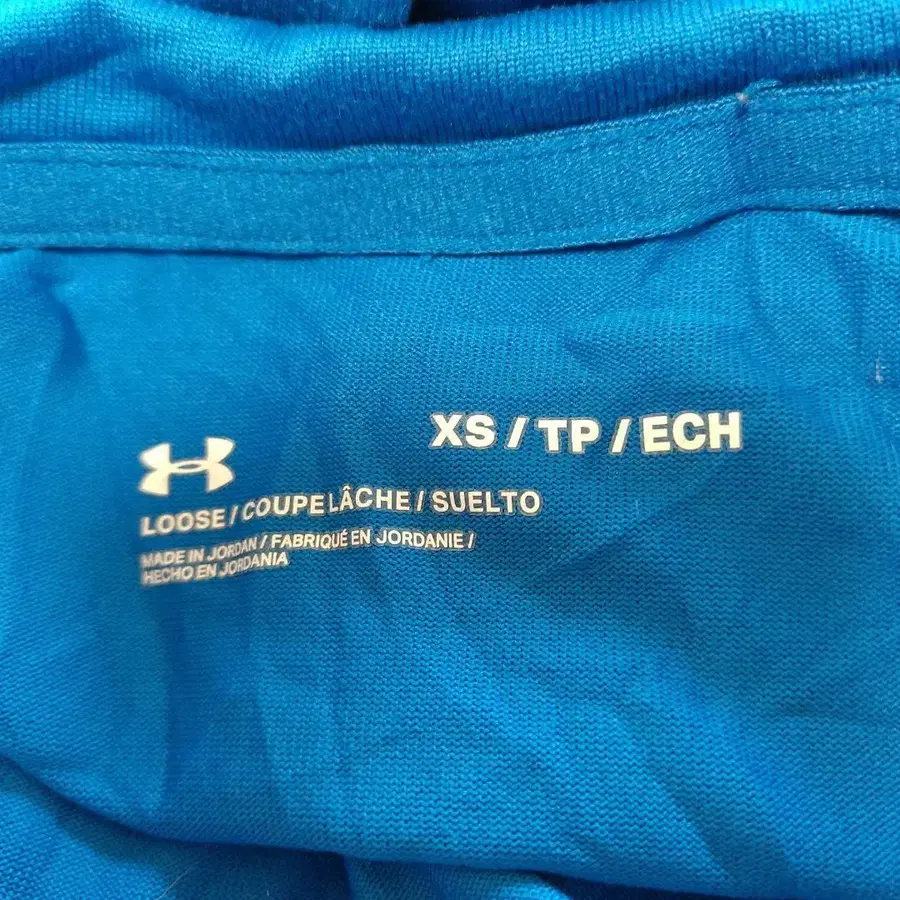 XS / TP / ECH
LOOSE / COUPE LÂCHE / SUELTO
MADE IN JORDAN / FABRIQUÉ EN JORDANIE /
HECHO EN JORDANIA